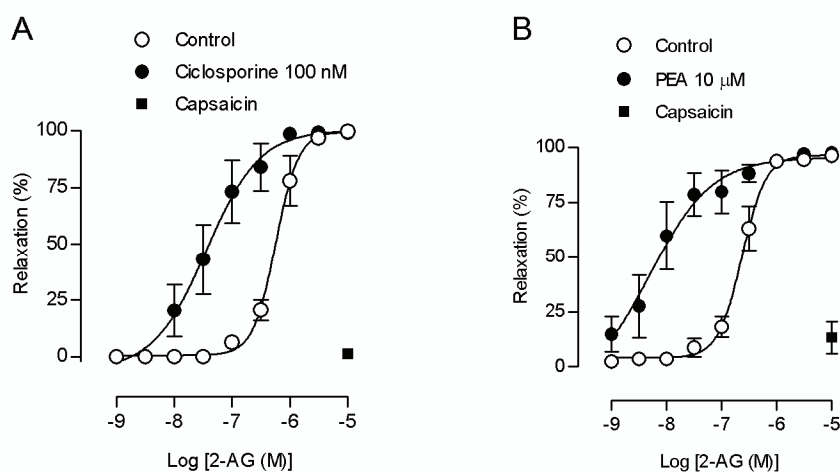 A
Control
Ciclosporine 100 nM
Capsaicin
100
75
50
25
0
Relaxation (%)
-9 -8 -7 -6 -5
Log [2-AG (M)]
B
Control
PEA 10 μM
Capsaicin
100
75
50
25
0
Relaxation (%)
-9 -8 -7 -6 -5
Log [2-AG (M)]